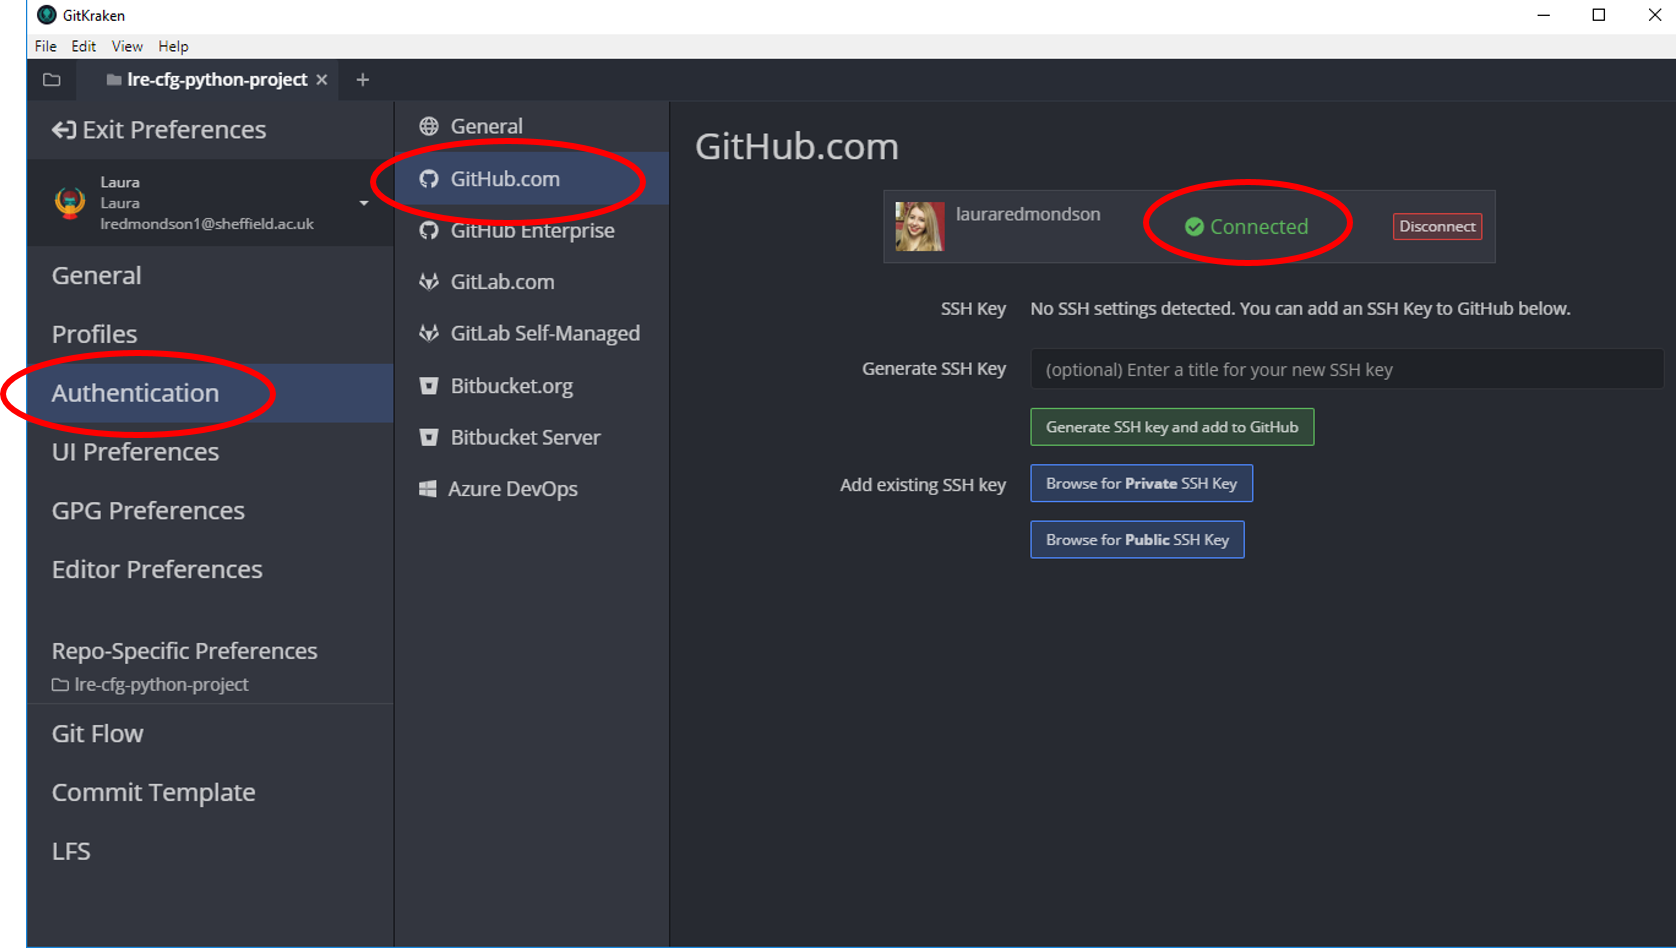 GitKraken
File Edit View Help
lre-cfg-python-project
Exit Preferences
Laura
Laura
lredmondson1@sheffield.ac.uk
General
Profiles
Authentication
UI Preferences
GPG Preferences
Editor Preferences
Repo-Specific Preferences
lre-cfg-python-project
Git Flow
Commit Template
LFS
General
GitHub.com
GitHub Enterprise
GitLab.com
GitLab Self-Managed
Bitbucket.org
Bitbucket Server
Azure DevOps
GitHub.com
lauraredmondson
Connected
Disconnect
SSH Key No SSH settings detected. You can add an SSH Key to GitHub below.
Generate SSH Key (optional) Enter a title for your new SSH key
Generate SSH key and add to GitHub
Add existing SSH key Browse for Private SSH Key
Browse for Public SSH Key